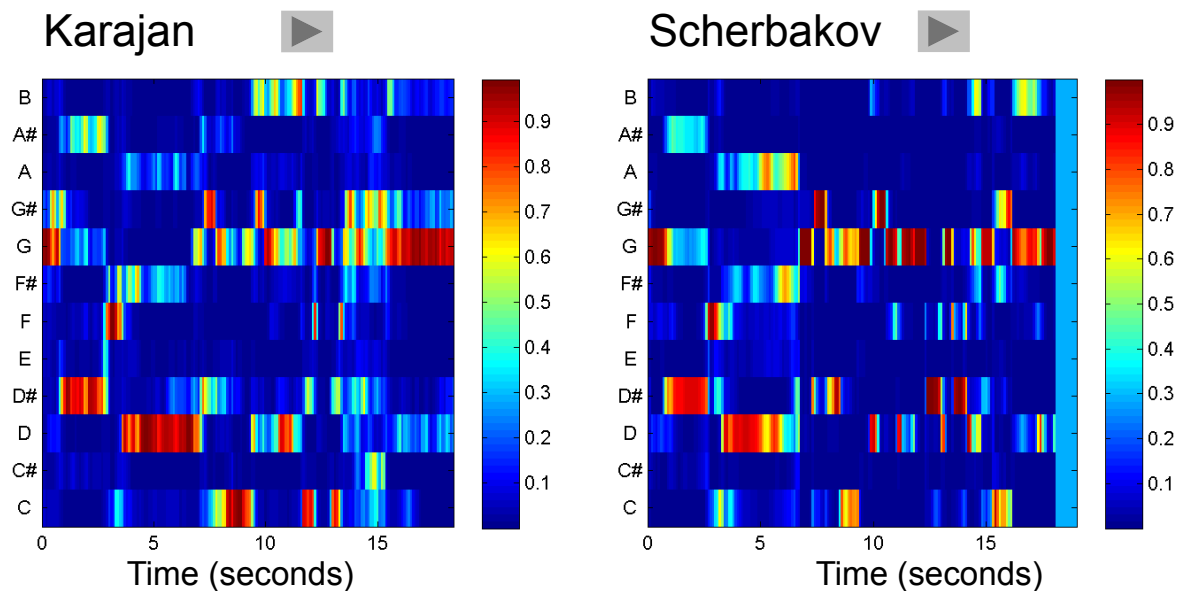 Karajan
Scherbakov
B
A#
A
G#
G
F#
F
E
D#
D
C#
C
0
5
10
15
Time (seconds)
0.9
0.8
0.7
0.6
0.5
0.4
0.3
0.2
0.1
B
A#
A
G#
G
F#
F
E
D#
D
C#
C
0
5
10
15
Time (seconds)
0.9
0.8
0.7
0.6
0.5
0.4
0.3
0.2
0.1